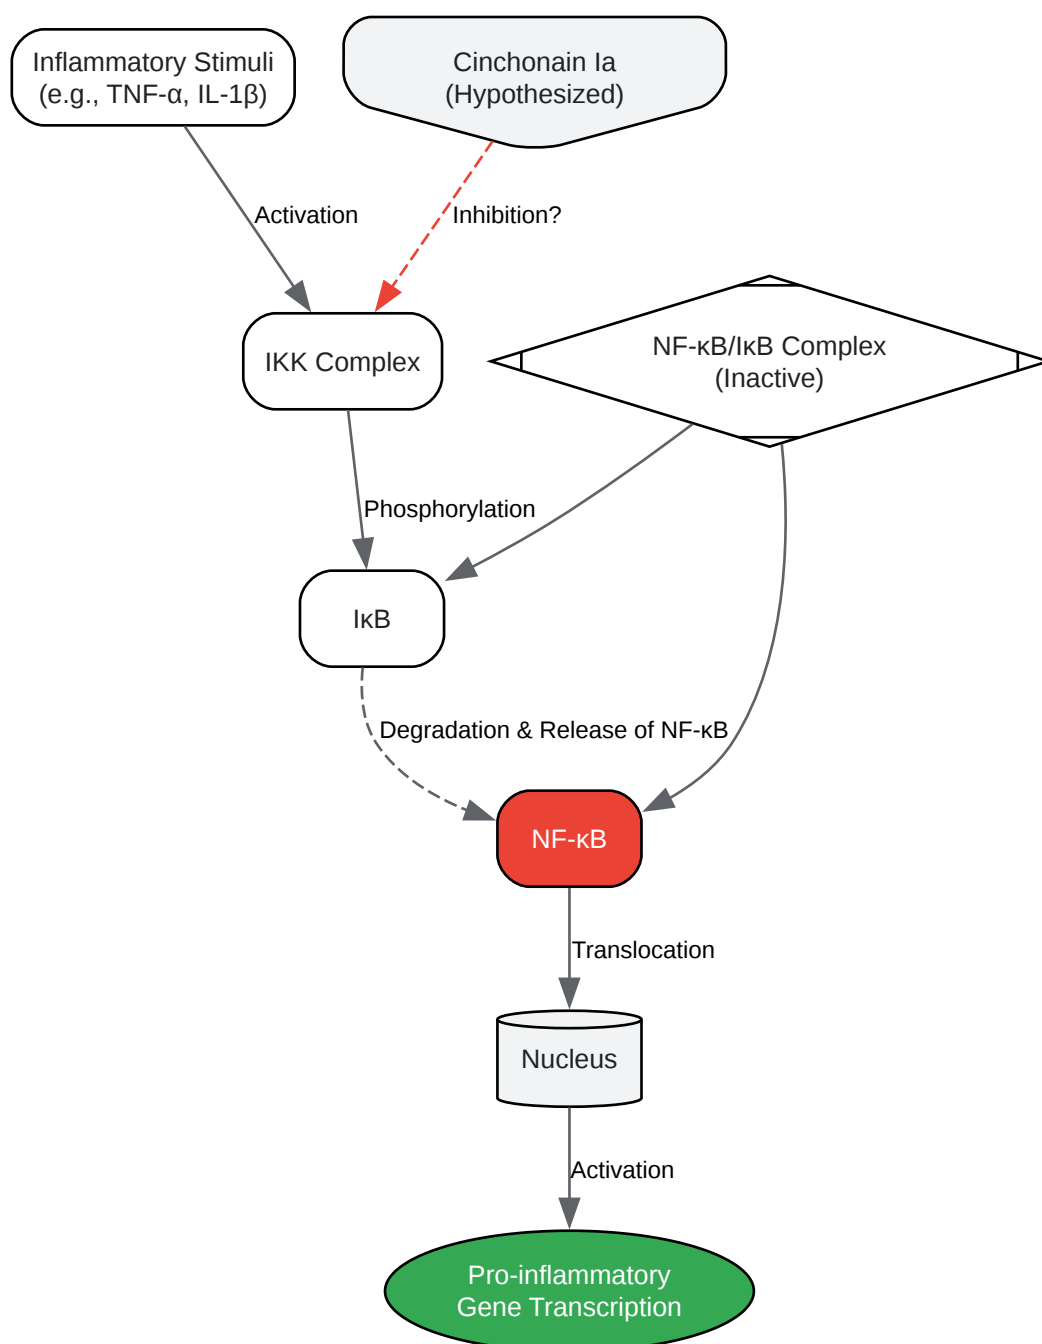 Inflammatory Stimuli
(e.g., TNF-α, IL-1β)
Cinchonain Ia
(Hypothesized)
Activation
Inhibition?
IKK Complex
NF-κB/IκB Complex
(Inactive)
Phosphorylation
IκB
Degradation & Release of NF-κB
NF-κB
Translocation
Nucleus
Activation
Pro-inflammatory
Gene Transcription